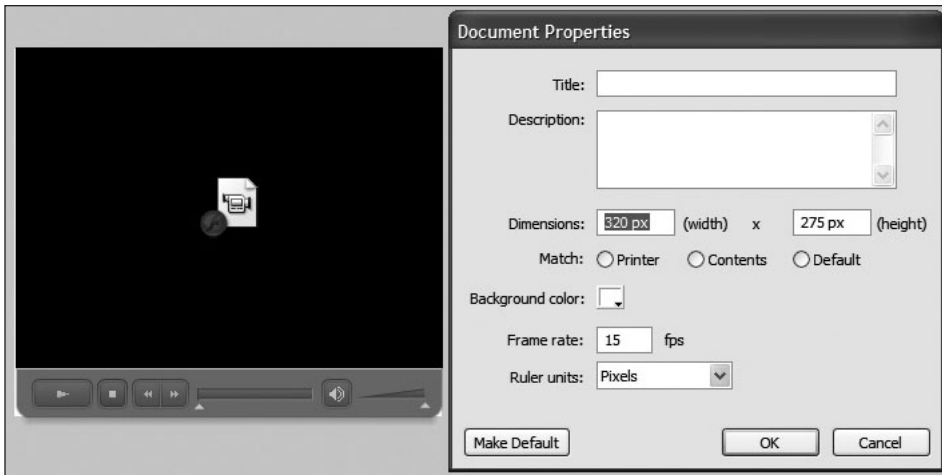 Document Properties
Title:
Description:
Dimensions: 320 px (width) x 275 px (height)
Match: Printer Contents Default
Background color:
Frame rate: 15 fps
Ruler units: Pixels
Make Default OK Cancel